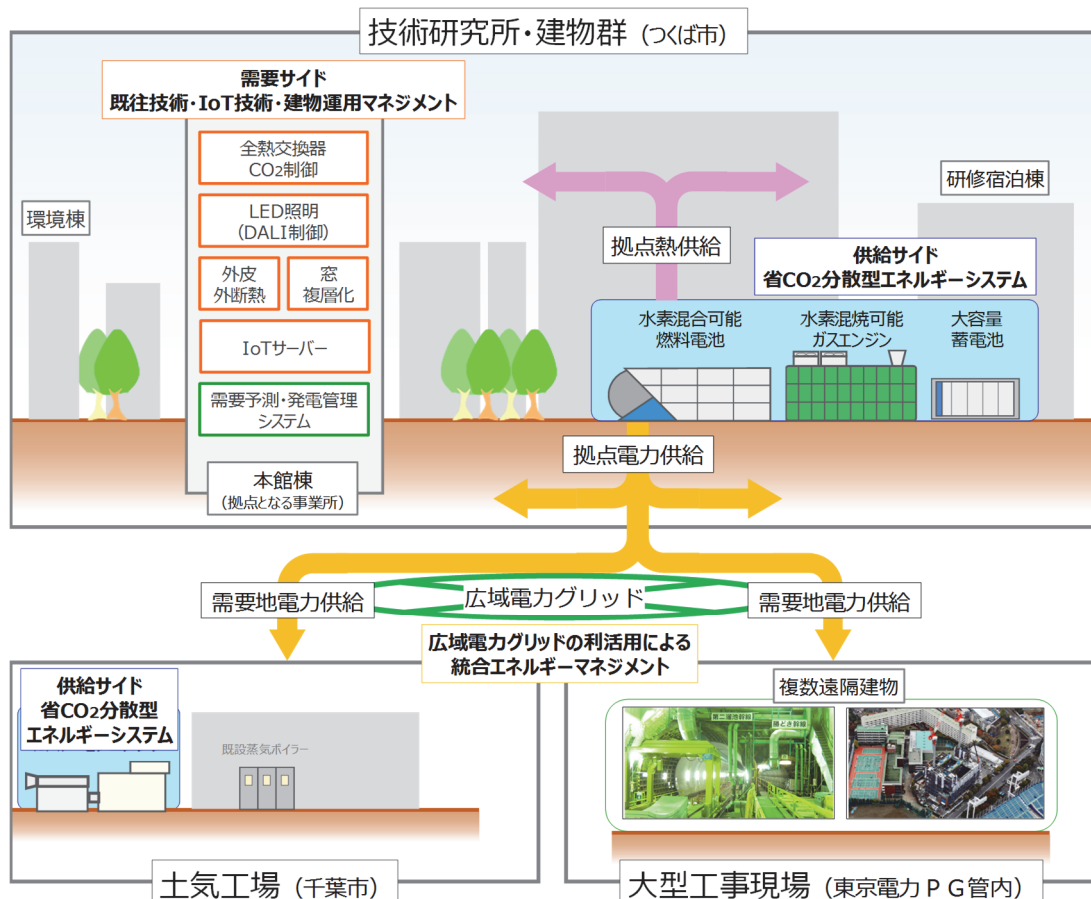 技術研究所・建物群（つくば市）
需要サイド
既往技術・IoT技術・建物運用マネジメント
全熱交換器
CO2制御
LED照明
（DALI制御）
外皮
外断熱
窓
複層化
IoTサーバー
需要予測・発電管理
システム
本館棟
（拠点となる事業所）
環境棟
研修宿泊棟
拠点熱供給
供給サイド
省CO2分散型エネルギーシステム
水素混合可能
燃料電池
水素混焼可能
ガスエンジン
大容量
蓄電池
拠点電力供給
需要地電力供給
広域電力グリッド
需要地電力供給
広域電力グリッドの利活用による
統合エネルギーマネジメント
供給サイド
省CO2分散型
エネルギーシステム
既設蒸気ボイラー
土気工場（千葉市）
複数遠隔建物
第二溜池幹線
勝どき幹線
大型工事現場（東京電力PG管内）